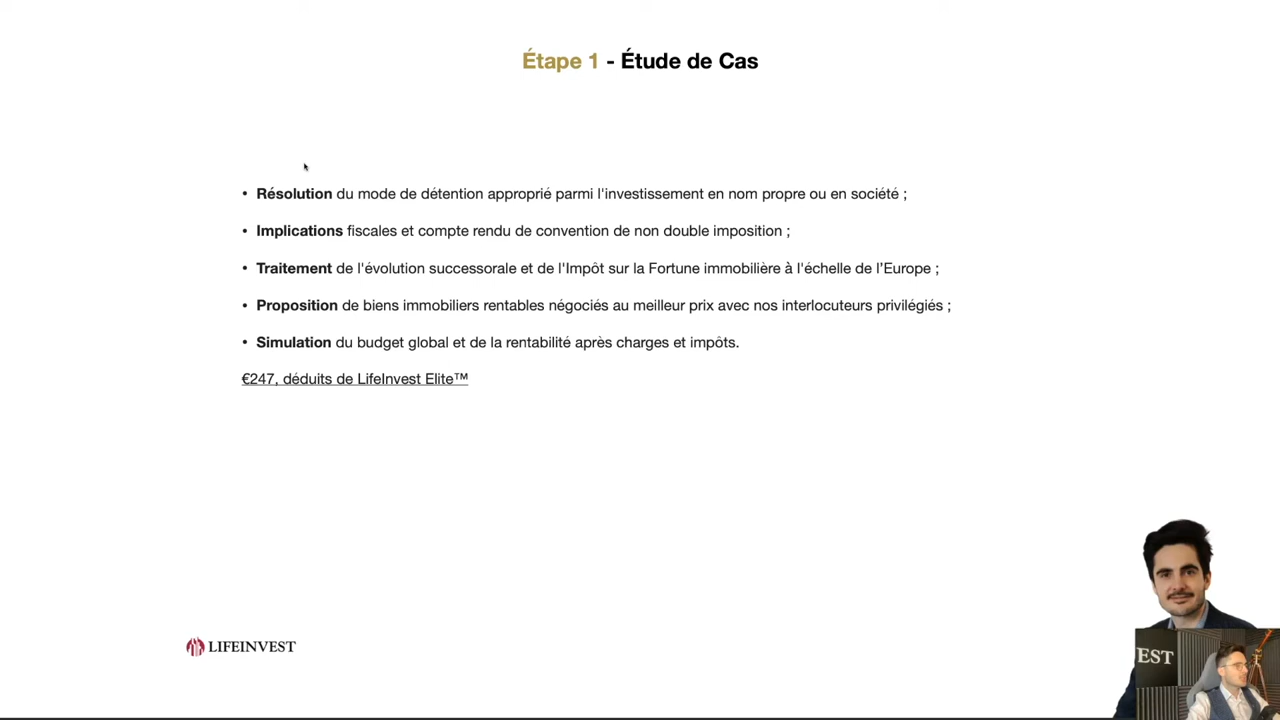 Étape 1 - Étude de Cas
• Résolution du mode de détention approprié parmi l'investissement en nom propre ou en société ;
• Implications fiscales et compte rendu de convention de non double imposition ;
• Traitement de l'évolution successorale et de l'Impôt sur la Fortune immobilière à l'échelle de l’Europe ;
• Proposition de biens immobiliers rentables négociés au meilleur prix avec nos interlocuteurs privilégiés ;
• Simulation du budget global et de la rentabilité après charges et impôts.
€247, déduits de LifeInvest Elite™
LIFEINVEST
EST